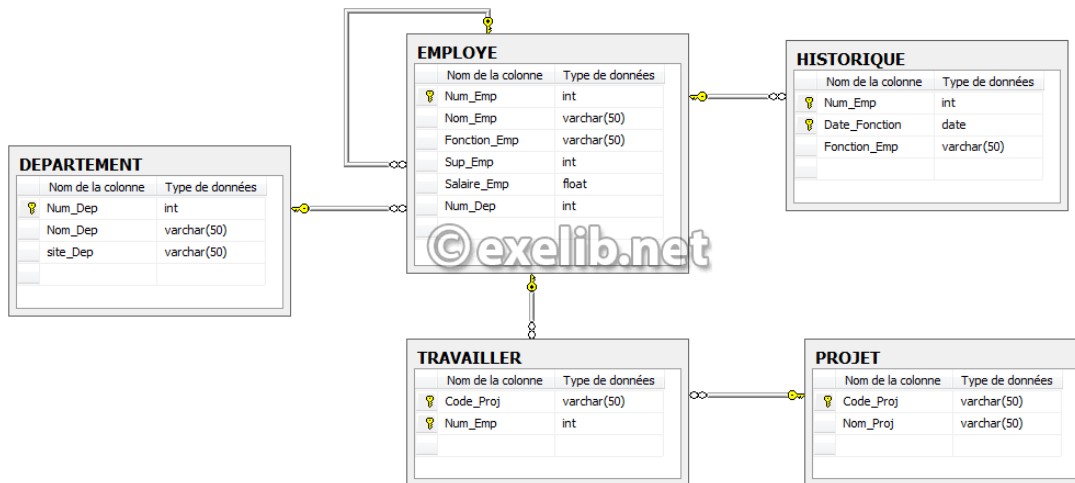 EMPLOYE
Nom de la colonne Type de données
Num_Emp int
Nom_Emp varchar(50)
Fonction_Emp varchar(50)
Sup_Emp int
Salaire_Emp float
Num_Dep int
HISTORIQUE
Nom de la colonne Type de données
Num_Emp int
Date_Fonction date
Fonction_Emp varchar(50)
DEPARTEMENT
Nom de la colonne Type de données
Num_Dep int
Nom_Dep varchar(50)
site_Dep varchar(50)
© exelib.net
TRAVAILLER
Nom de la colonne Type de données
Code_Proj varchar(50)
Num_Emp int
PROJET
Nom de la colonne Type de données
Code_Proj varchar(50)
Nom_Proj varchar(50)